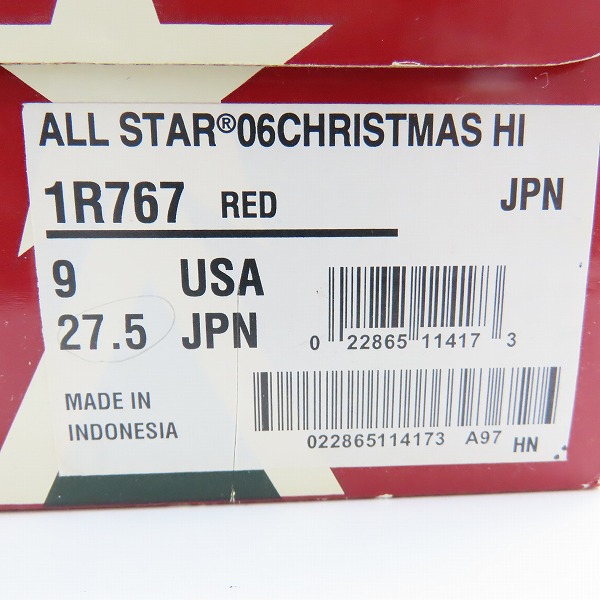 ALL STAR®06CHRISTMAS HI
1R767 RED JPN
9 USA
27.5 JPN
0 22865 11417 3
MADE IN
INDONESIA
022865114173 A97 HN